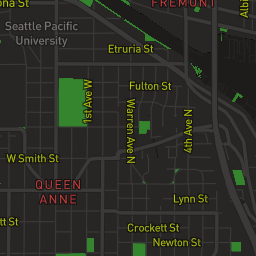 FREMONT
Seattle Pacific
University
Etruria St
Fulton St
1st Ave W
Warren Ave N
4th Ave N
W Smith St
QUEEN
ANNE
Lynn St
Crockett St
Newton St